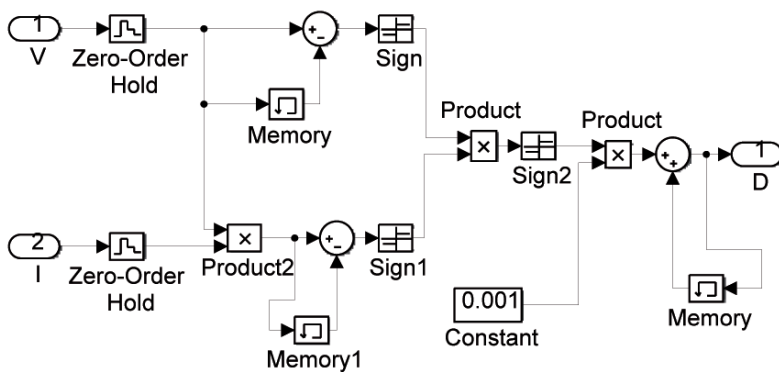 1
V
Zero-Order
Hold
Sign
Memory
Product
Product
1
D
Sign2
2
I
Zero-Order
Hold
Product2
Sign1
Memory1
0.001
Constant
Memory